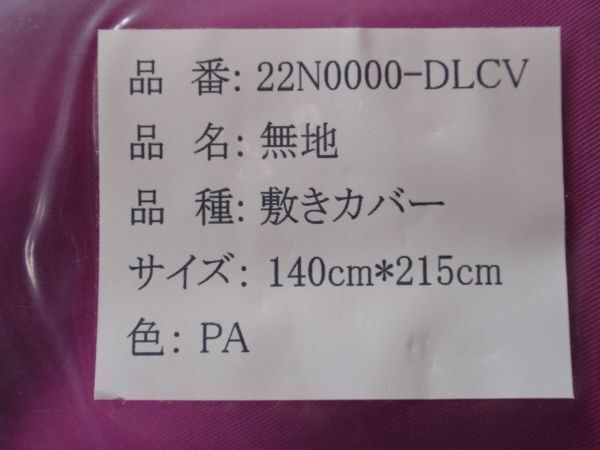 品 番: 22N0000-DLCV
品 名: 無地
品 種: 敷きカバー
サイズ: 140cm*215cm
色: PA